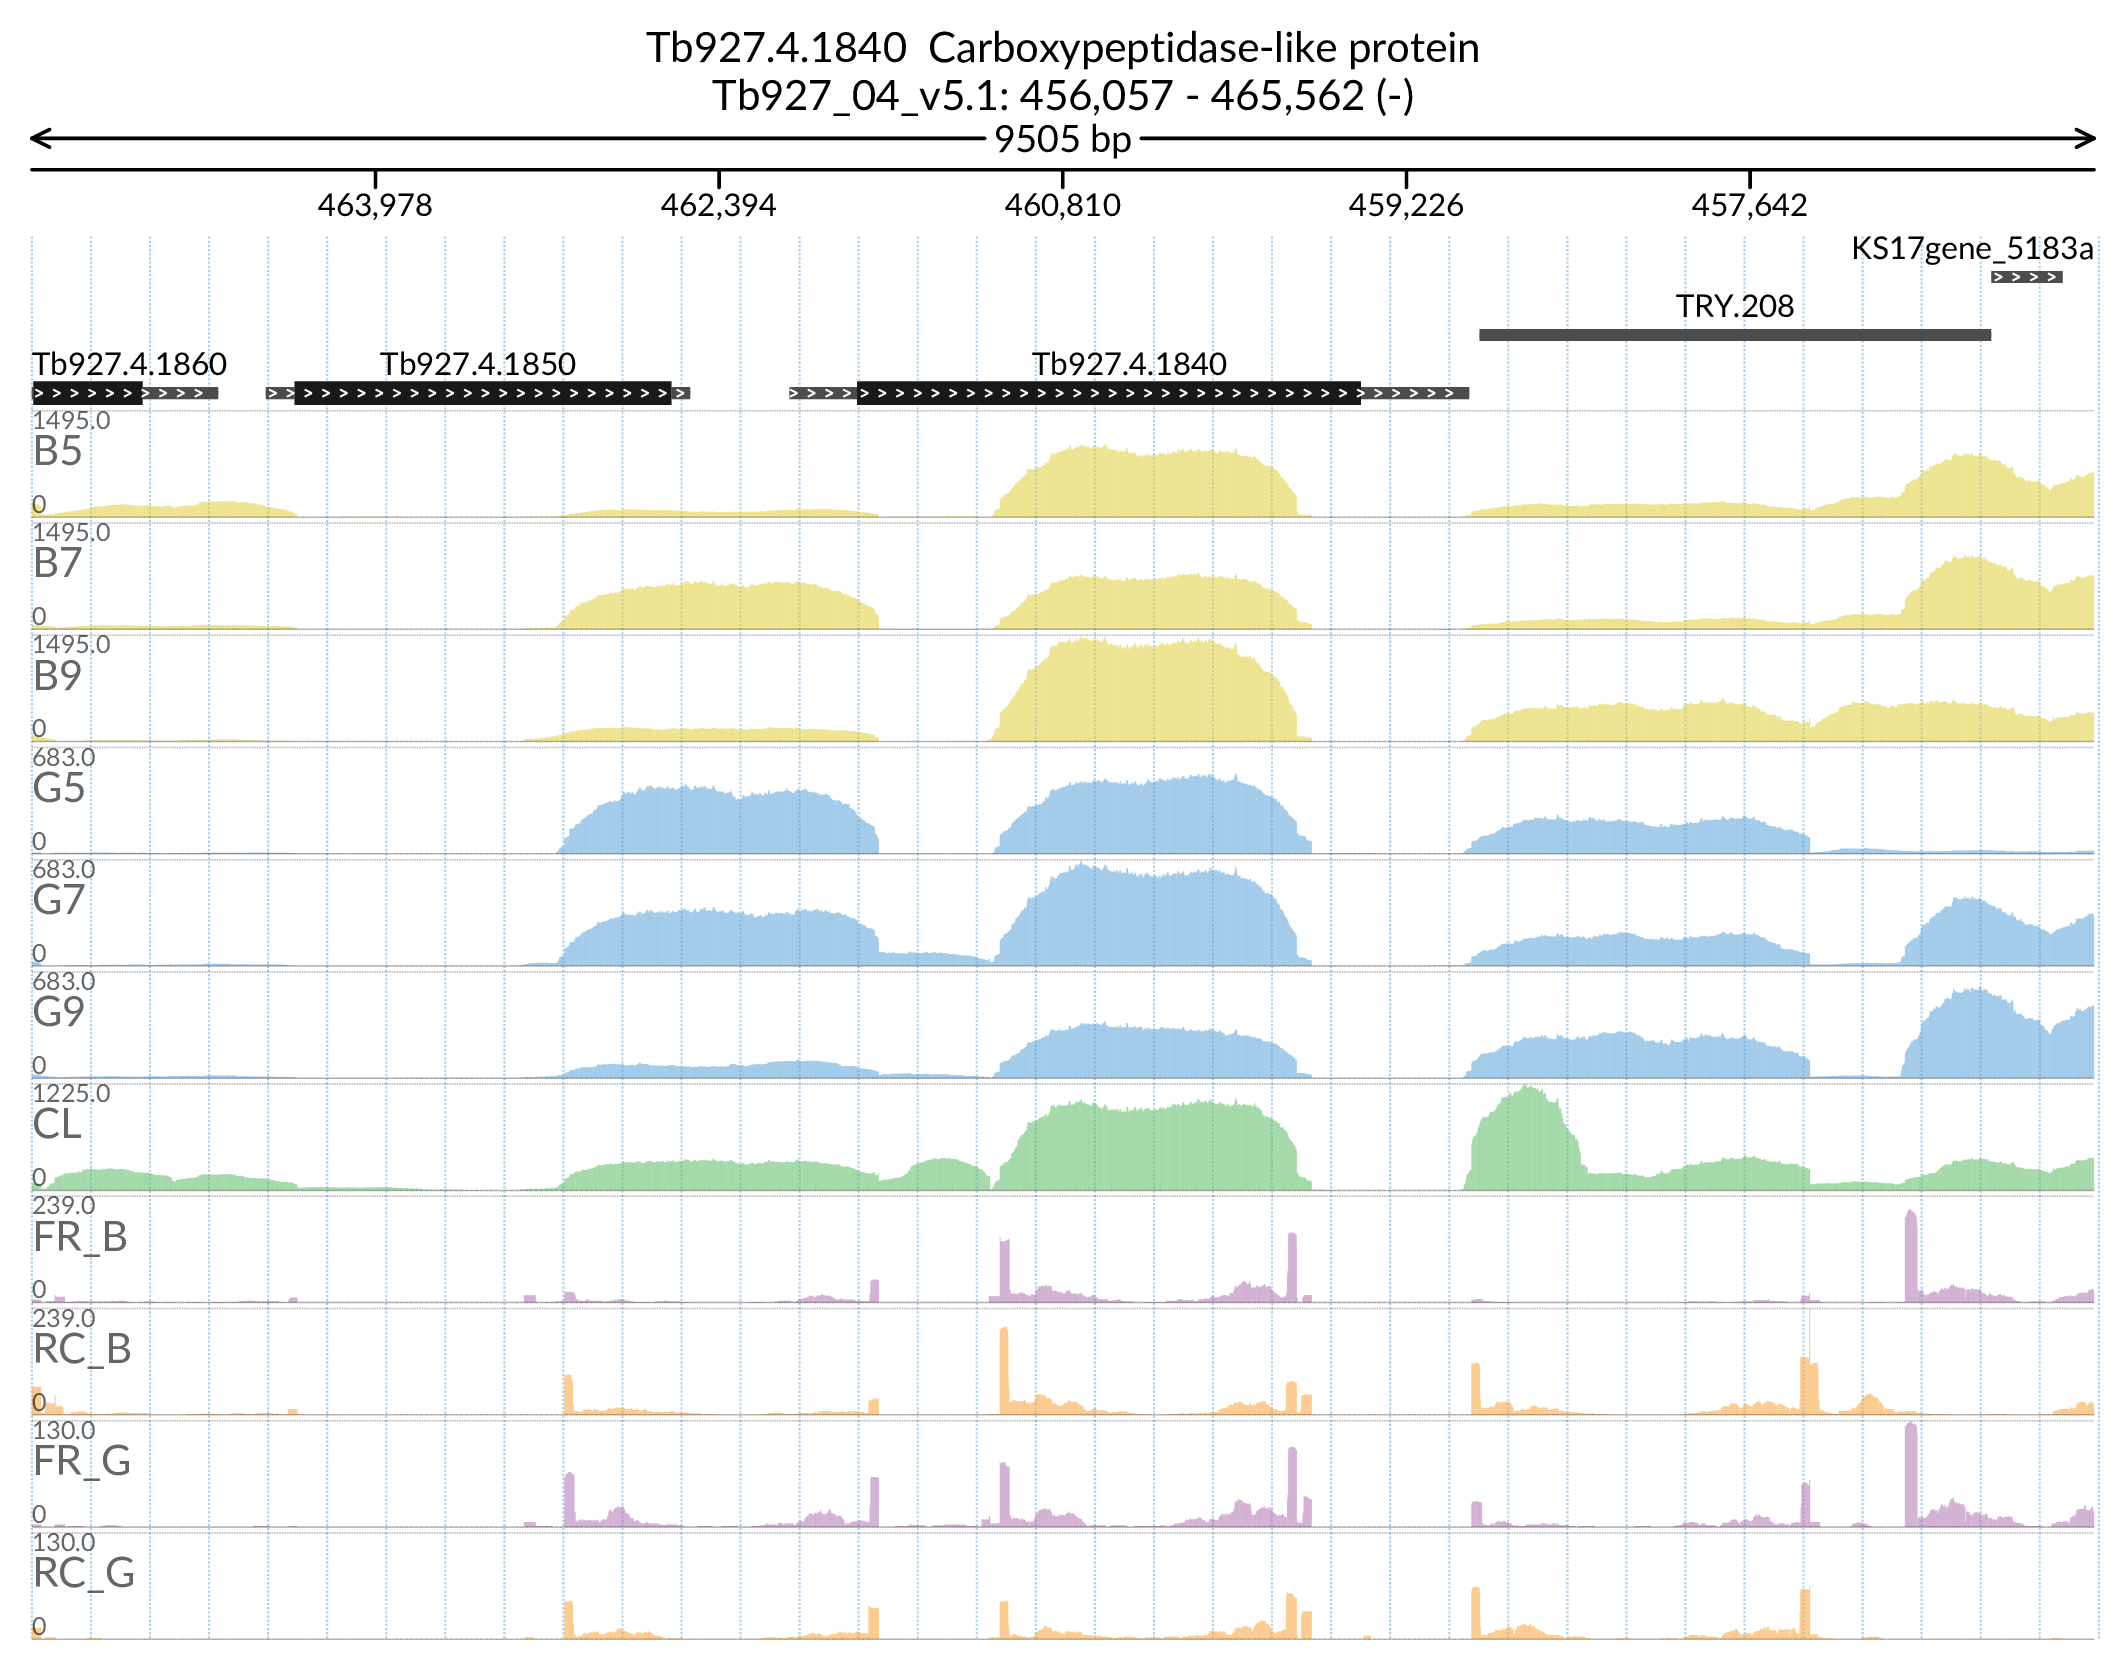 Tb927.4.1840  Carboxypeptidase-like protein
Tb927_04_v5.1: 456,057 - 465,562 (-)
9505 bp
463,978 462,394 460,810 459,226 457,642
KS17gene_5183a
TRY.208
Tb927.4.1860 Tb927.4.1850 Tb927.4.1840
1495.0
B5
0
1495.0
B7
0
1495.0
B9
0
683.0
G5
0
683.0
G7
0
683.0
G9
0
1225.0
CL
0
239.0
FR_B
0
239.0
RC_B
0
130.0
FR_G
0
130.0
RC_G
0